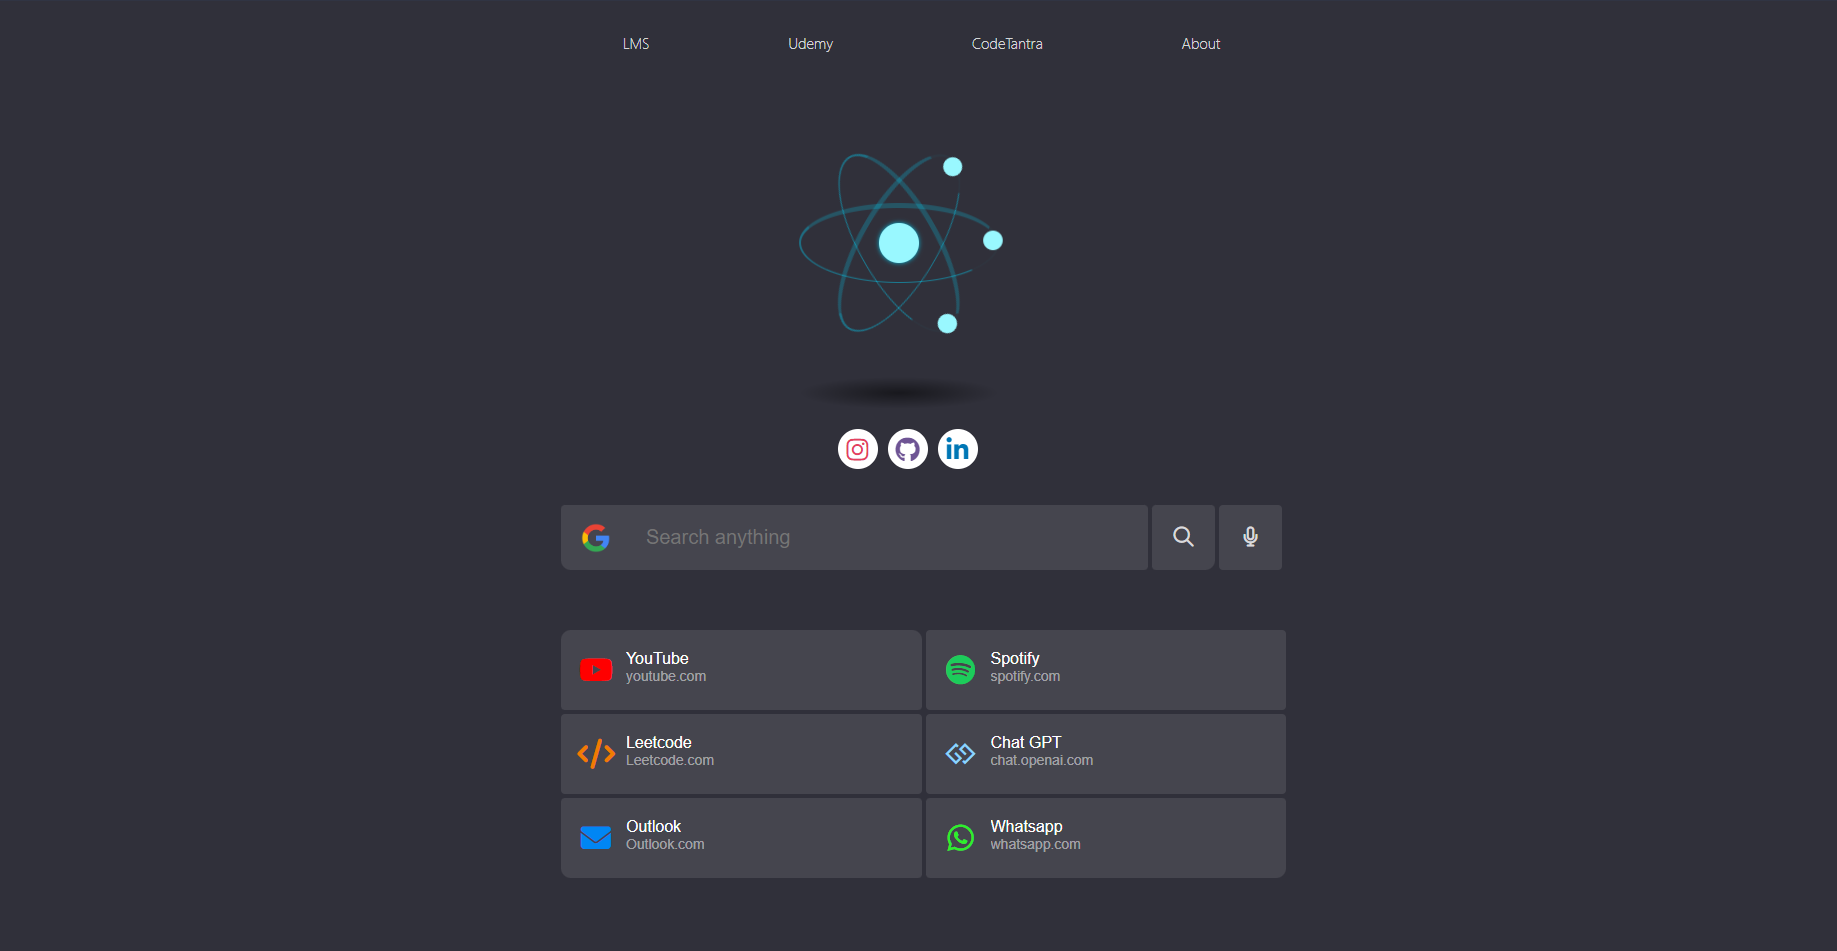 LMS Udemy CodeTantra About
Search anything
YouTube
youtube.com
Spotify
spotify.com
Leetcode
Leetcode.com
Chat GPT
chat.openai.com
Outlook
Outlook.com
Whatsapp
whatsapp.com